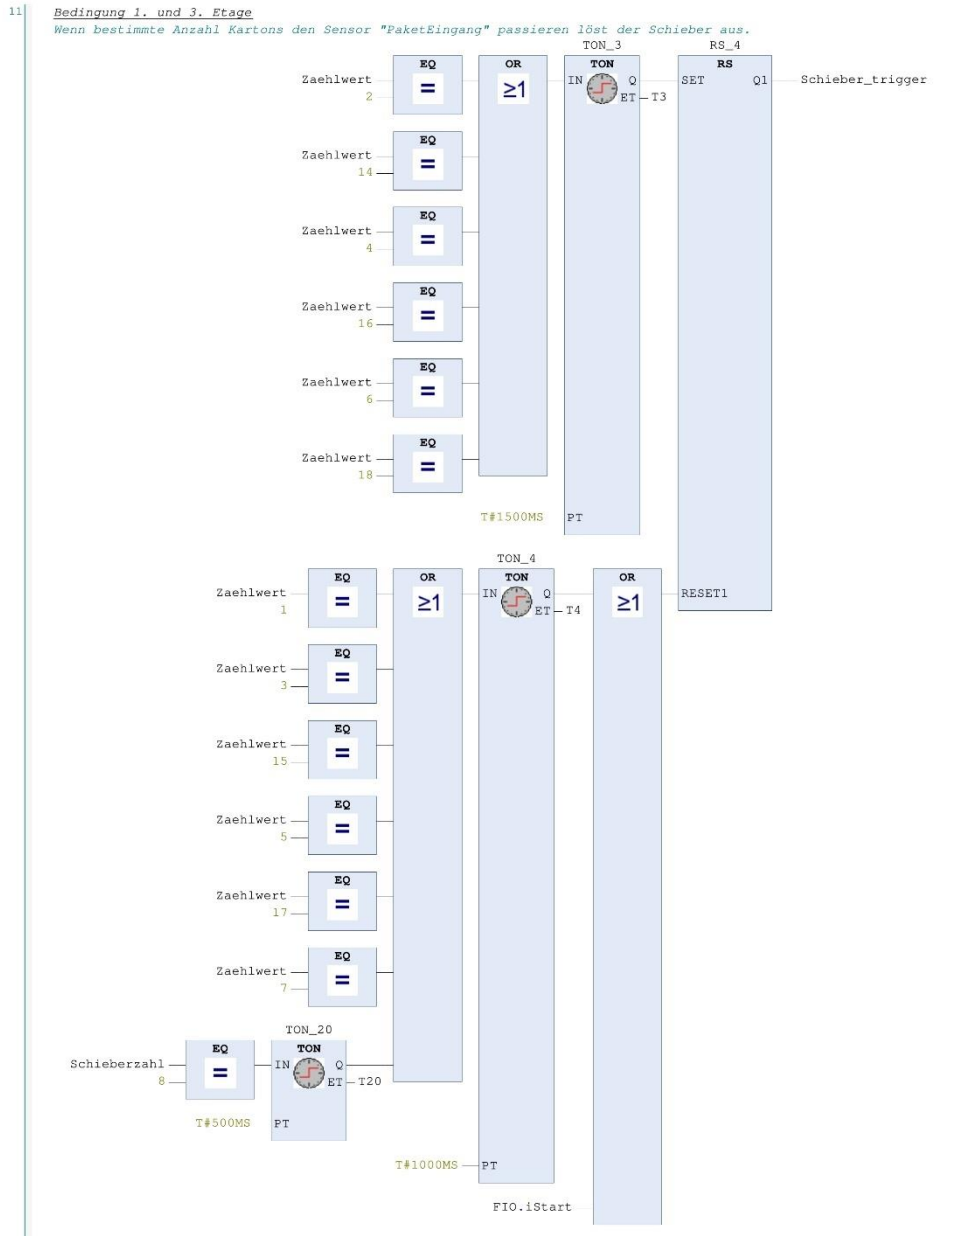 11
Bedingung 1. und 3. Etage
Wenn bestimmte Anzahl Kartons den Sensor "PaketEingang" passieren löst der Schieber aus.
TON_3 RS_4
EQ OR TON RS
Zaehlwert = ≥1 IN Q SET Q1 Schieber_trigger
2 ET T3
EQ
Zaehlwert =
14
EQ
Zaehlwert =
4
EQ
Zaehlwert =
16
EQ
Zaehlwert =
6
EQ
Zaehlwert =
18
T#1500MS PT
TON_4
EQ OR TON OR
Zaehlwert = ≥1 IN Q ≥1 RESET1
1 ET T4
EQ
Zaehlwert =
3
EQ
Zaehlwert =
15
EQ
Zaehlwert =
5
EQ
Zaehlwert =
17
EQ
Zaehlwert =
7
TON_20
EQ TON
Schieberzahl = IN Q
8 ET T20
T#500MS PT
T#1000MS PT
FIO.iStart